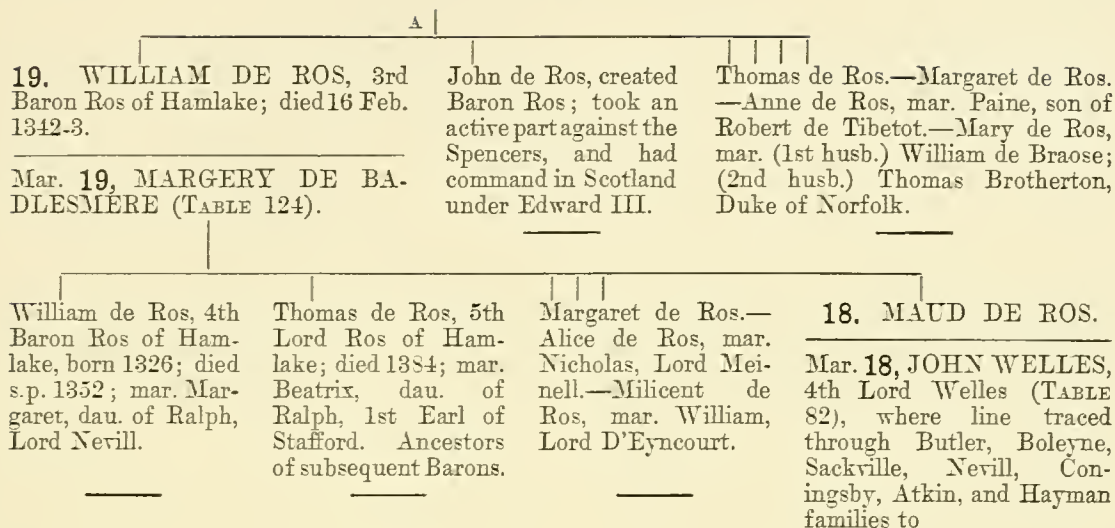 A
19. WILLIAM DE ROS, 3rd
Baron Ros of Hamlake; died 16 Feb.
1342-3.
Mar. 19, MARGERY DE BA-
DLESMERE (TABLE 124).
John de Ros, created
Baron Ros; took an
active part against the
Spencers, and had
command in Scotland
under Edward III.
Thomas de Ros.—Margaret de Ros.
—Anne de Ros, mar. Paine, son of
Robert de Tibetot.—Mary de Ros,
mar. (1st husb.) William de Braose;
(2nd husb.) Thomas Brotherton,
Duke of Norfolk.
William de Ros, 4th
Baron Ros of Ham-
lake, born 1326; died
s.p. 1352; mar. Mar-
garet, dau. of Ralph,
Lord Nevill.
Thomas de Ros, 5th
Lord Ros of Ham-
lake; died 1384; mar.
Beatrix, dau. of
Ralph, 1st Earl of
Stafford. Ancestors
of subsequent Barons.
Margaret de Ros.—
Alice de Ros, mar.
Nicholas, Lord Mei-
nell.—Milicent de
Ros, mar. William,
Lord D'Eyncourt.
18. MAUD DE ROS.
Mar. 18, JOHN WELLES,
4th Lord Welles (TABLE
82), where line traced
through Butler, Boleyne,
Sackville, Nevill, Con-
ingsby, Atkin, and Hayman
families to